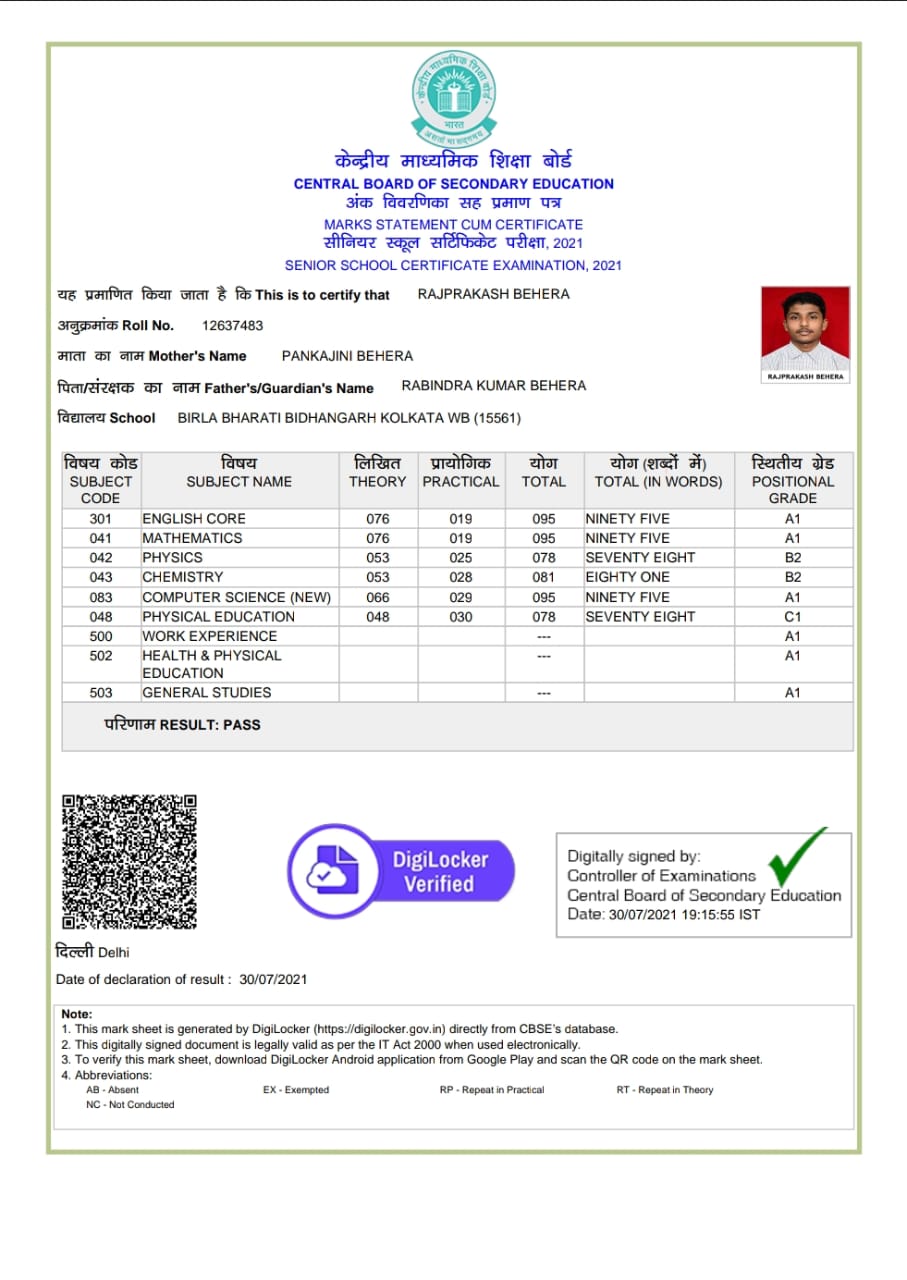 केन्द्रीय माध्यमिक शिक्षा बोर्ड
भारत
असतो मा सद्गमय
केन्द्रीय माध्यमिक शिक्षा बोर्ड
CENTRAL BOARD OF SECONDARY EDUCATION
अंक विवरणिका सह प्रमाण पत्र
MARKS STATEMENT CUM CERTIFICATE
सीनियर स्कूल सर्टिफिकेट परीक्षा, 2021
SENIOR SCHOOL CERTIFICATE EXAMINATION, 2021
यह प्रमाणित किया जाता है कि This is to certify that RAJPRAKASH BEHERA
अनुक्रमांक Roll No. 12637483
माता का नाम Mother's Name PANKAJINI BEHERA
पिता/संरक्षक का नाम Father's/Guardian's Name RABINDRA KUMAR BEHERA
विद्यालय School BIRLA BHARATI BIDHANGARH KOLKATA WB (15561)
RAJPRAKASH BEHERA
विषय कोड विषय लिखित प्रायोगिक योग योग (शब्दों में) स्थितीय ग्रेड
SUBJECT SUBJECT NAME THEORY PRACTICAL TOTAL TOTAL (IN WORDS) POSITIONAL
CODE GRADE
301 ENGLISH CORE 076 019 095 NINETY FIVE A1
041 MATHEMATICS 076 019 095 NINETY FIVE A1
042 PHYSICS 053 025 078 SEVENTY EIGHT B2
043 CHEMISTRY 053 028 081 EIGHTY ONE B2
083 COMPUTER SCIENCE (NEW) 066 029 095 NINETY FIVE A1
048 PHYSICAL EDUCATION 048 030 078 SEVENTY EIGHT C1
500 WORK EXPERIENCE --- A1
502 HEALTH & PHYSICAL --- A1
EDUCATION
503 GENERAL STUDIES --- A1
परिणाम RESULT: PASS
DigiLocker
Verified
Digitally signed by:
Controller of Examinations
Central Board of Secondary Education
Date: 30/07/2021 19:15:55 IST
दिल्ली Delhi
Date of declaration of result : 30/07/2021
Note:
1. This mark sheet is generated by DigiLocker (https://digilocker.gov.in) directly from CBSE's database.
2. This digitally signed document is legally valid as per the IT Act 2000 when used electronically.
3. To verify this mark sheet, download DigiLocker Android application from Google Play and scan the QR code on the mark sheet.
4. Abbreviations:
AB - Absent EX - Exempted RP - Repeat in Practical RT - Repeat in Theory
NC - Not Conducted